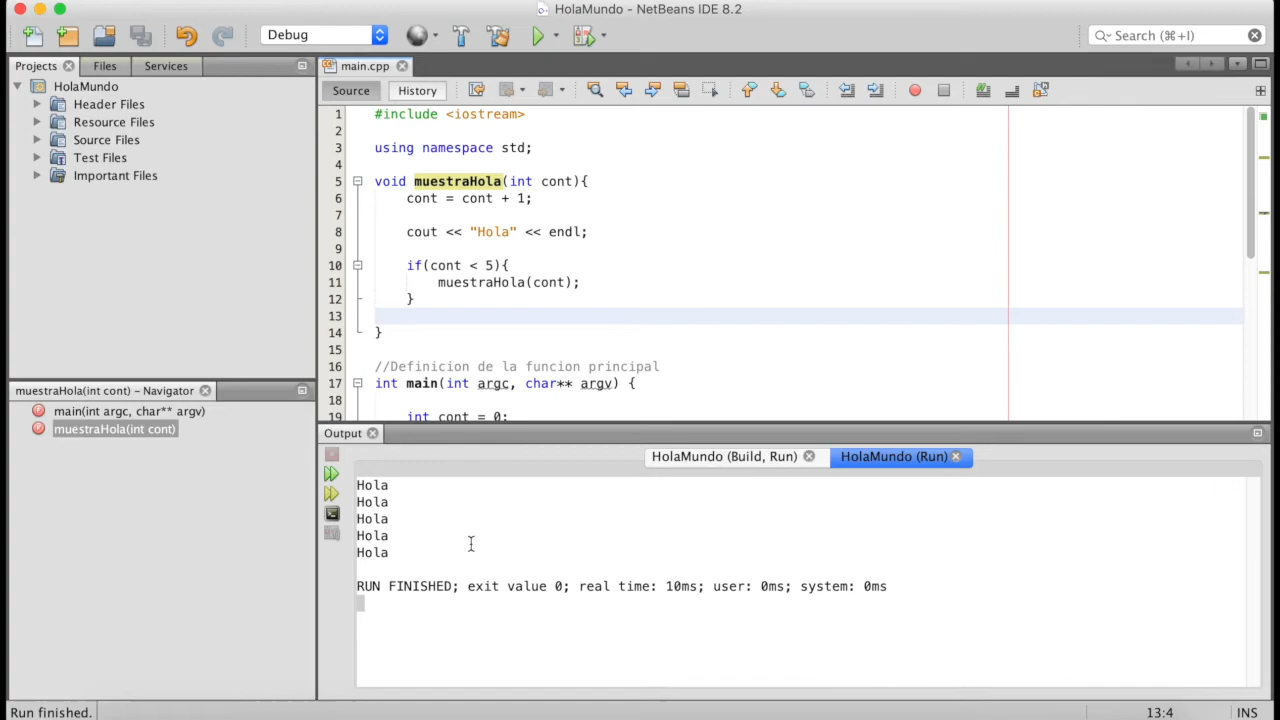 HolaMundo - NetBeans IDE 8.2
Debug
Search (⌘+I)
Projects
Files
Services
main.cpp
HolaMundo
Header Files
Resource Files
Source Files
Test Files
Important Files
Source
History
1 #include <iostream>
2
3 using namespace std;
4
5 void muestraHola(int cont){
6 cont = cont + 1;
7
8 cout << "Hola" << endl;
9
10 if(cont < 5){
11 muestraHola(cont);
12 }
13
14 }
15
16 //Definicion de la funcion principal
17 int main(int argc, char** argv) {
18
19 int cont = 0;
muestraHola(int cont) – Navigator
main(int argc, char** argv)
muestraHola(int cont)
Output
HolaMundo (Build, Run)
HolaMundo (Run)
Hola
Hola
Hola
Hola
Hola
RUN FINISHED; exit value 0; real time: 10ms; user: 0ms; system: 0ms
Run finished.
13:4
INS